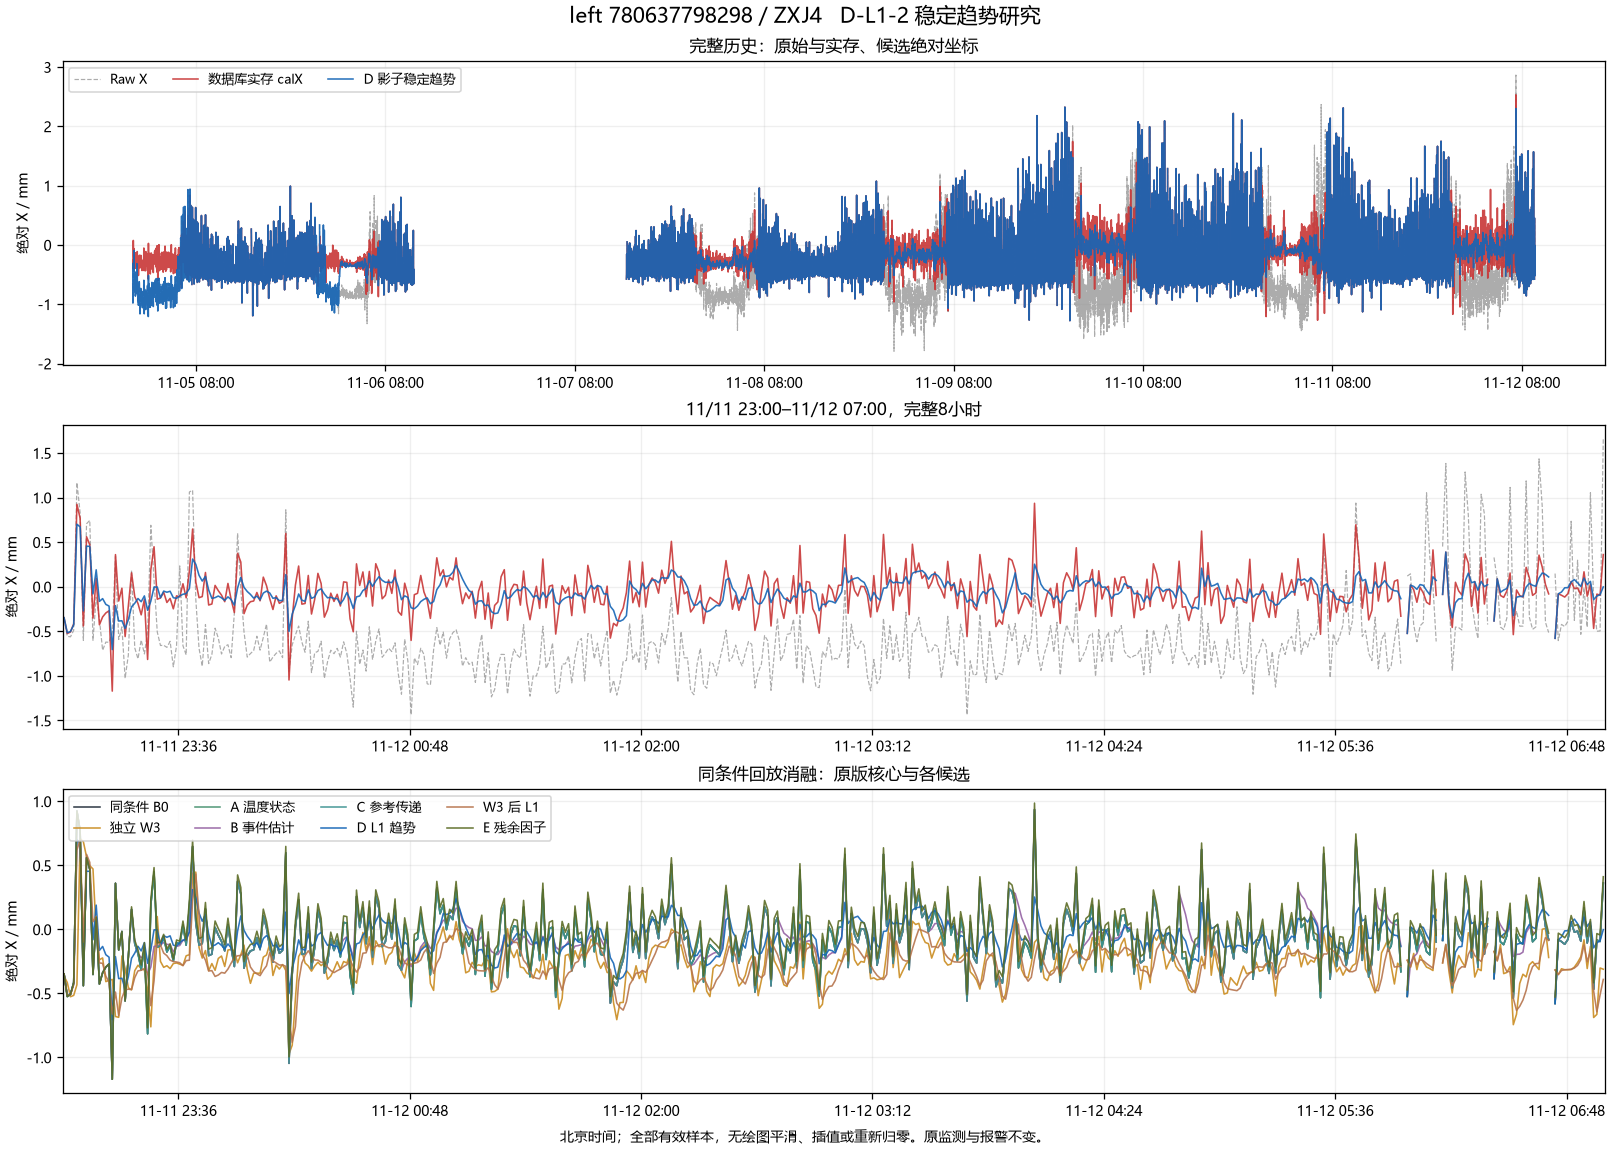 left 780637798298 / ZXJ4   D-L1-2 稳定趋势研究
完整历史：原始与实存、候选绝对坐标
Raw X
数据库实存 calX
D 影子稳定趋势
绝对 X / mm
3
2
1
0
-1
-2
11-05 08:00
11-06 08:00
11-07 08:00
11-08 08:00
11-09 08:00
11-10 08:00
11-11 08:00
11-12 08:00
11/11 23:00–11/12 07:00，完整8小时
绝对 X / mm
1.5
1.0
0.5
0.0
-0.5
-1.0
-1.5
11-11 23:36
11-12 00:48
11-12 02:00
11-12 03:12
11-12 04:24
11-12 05:36
11-12 06:48
同条件回放消融：原版核心与各候选
同条件 B0
A 温度状态
C 参考传递
W3 后 L1
独立 W3
B 事件估计
D L1 趋势
E 残余因子
绝对 X / mm
1.0
0.5
0.0
-0.5
-1.0
11-11 23:36
11-12 00:48
11-12 02:00
11-12 03:12
11-12 04:24
11-12 05:36
11-12 06:48
北京时间；全部有效样本，无绘图平滑、插值或重新归零。原监测与报警不变。